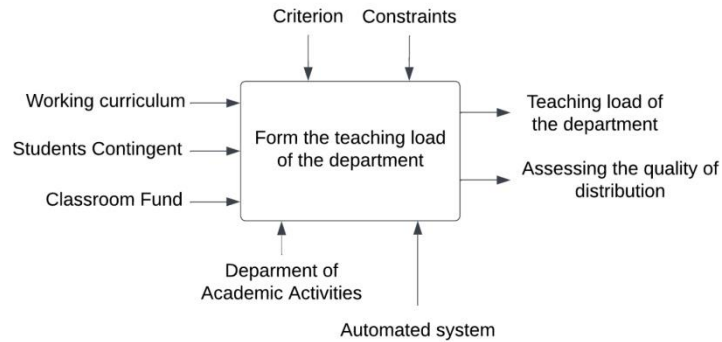 Criterion
Constraints
Working curriculum
Students Contingent
Classroom Fund
Form the teaching load
of the department
Teaching load of
the department
Assessing the quality of
distribution
Deparment of
Academic Activities
Automated system